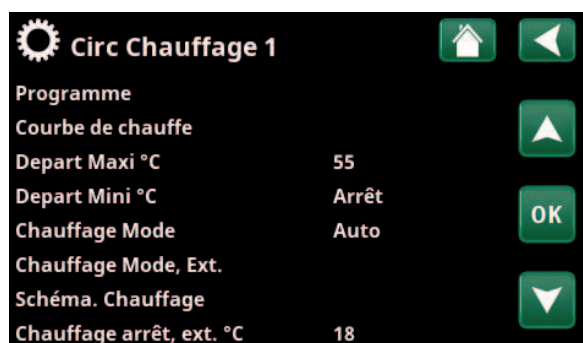 Circ Chauffage 1
Programme
Courbe de chauffe
Depart Maxi °C 55
Depart Mini °C Arrêt
OK
Chauffage Mode Auto
Chauffage Mode, Ext.
Schéma. Chauffage
Chauffage arrêt, ext. °C 18